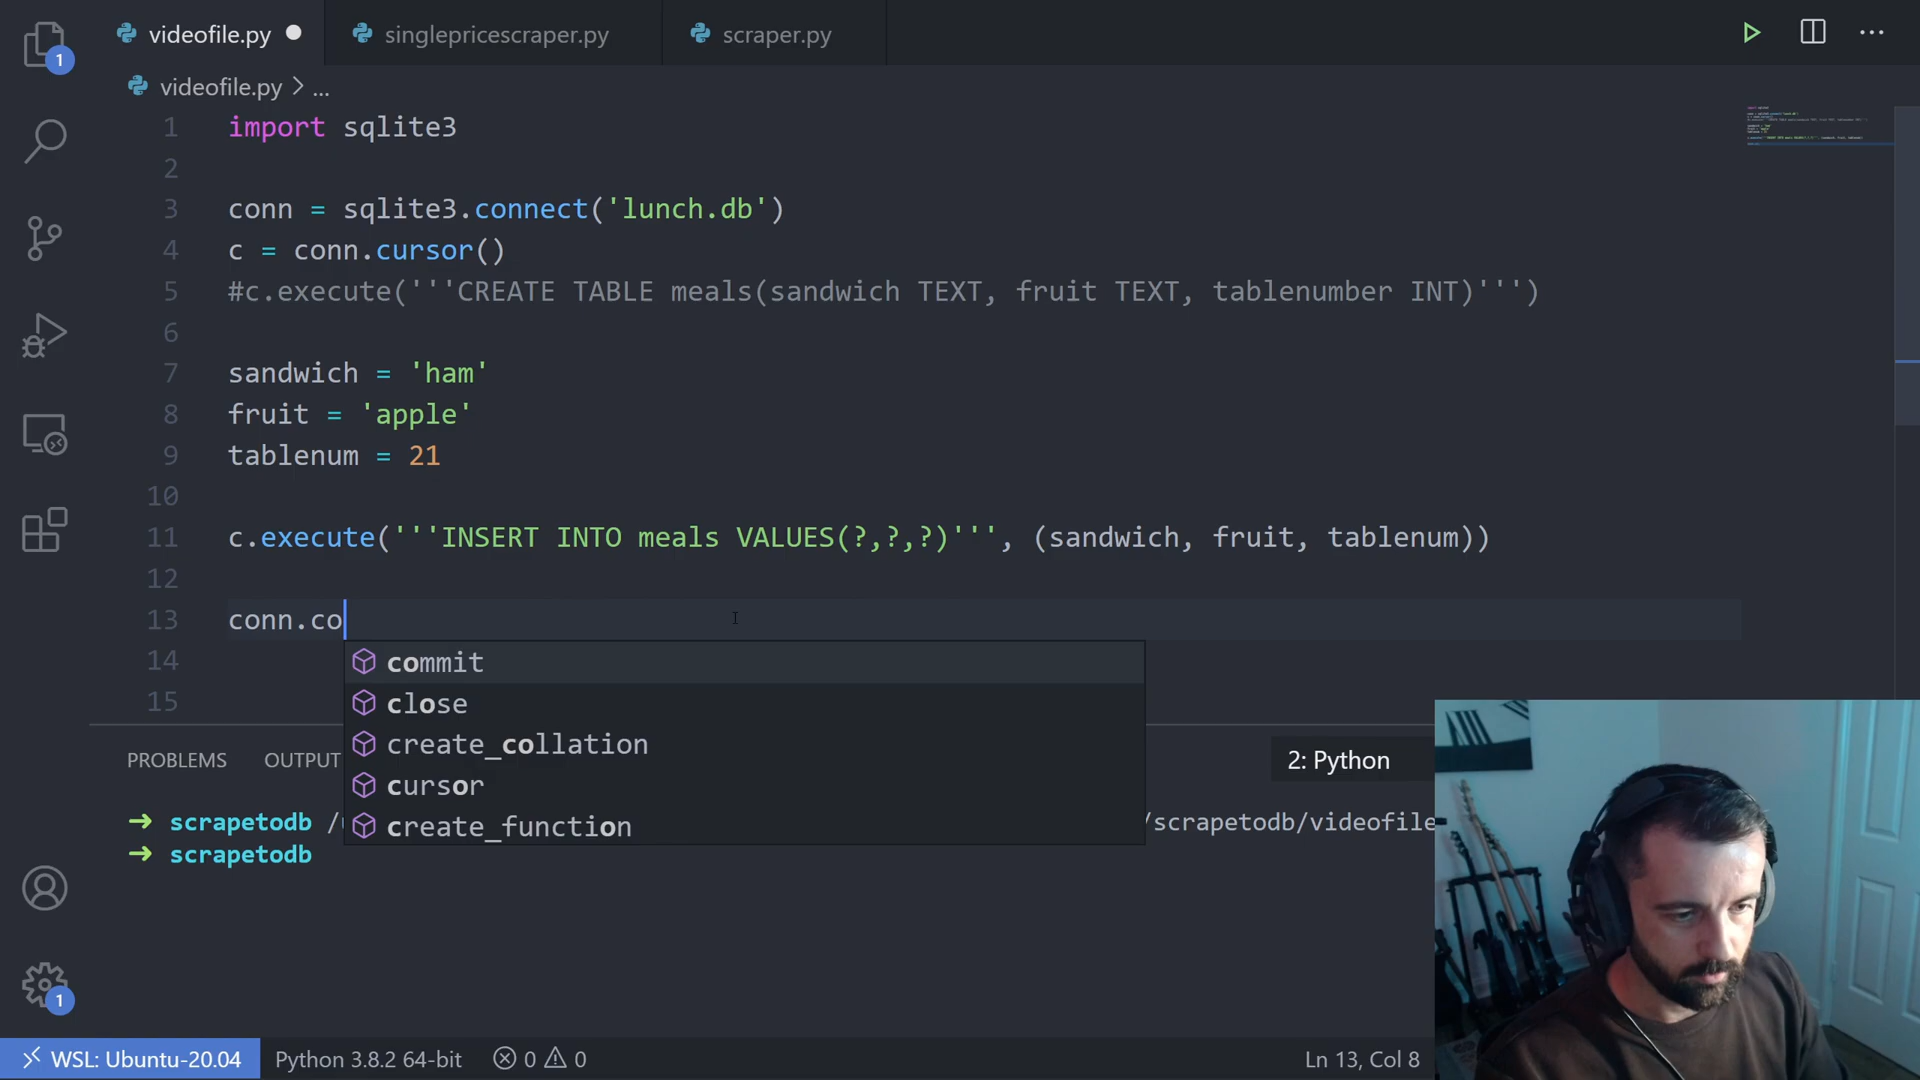 videofile.py
singlepricescraper.py
scraper.py
videofile.py > ...
1 import sqlite3
2
3 conn = sqlite3.connect('lunch.db')
4 c = conn.cursor()
5 #c.execute('''CREATE TABLE meals(sandwich TEXT, fruit TEXT, tablenumber INT)''')
6
7 sandwich = 'ham'
8 fruit = 'apple'
9 tablenum = 21
10
11 c.execute('''INSERT INTO meals VALUES(?,?,?)''', (sandwich, fruit, tablenum))
12
13 conn.co
14
15
commit
close
create_collation
cursor
create_function
PROBLEMS OUTPUT 2: Python
→ scrapetodb /scrapetodb/videofile
→ scrapetodb
1
1
WSL: Ubuntu-20.04 Python 3.8.2 64-bit 0 0 Ln 13, Col 8